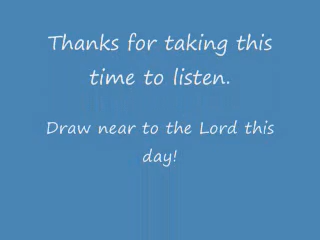 Thanks for taking this
time to listen.
Draw near to the Lord this
day!